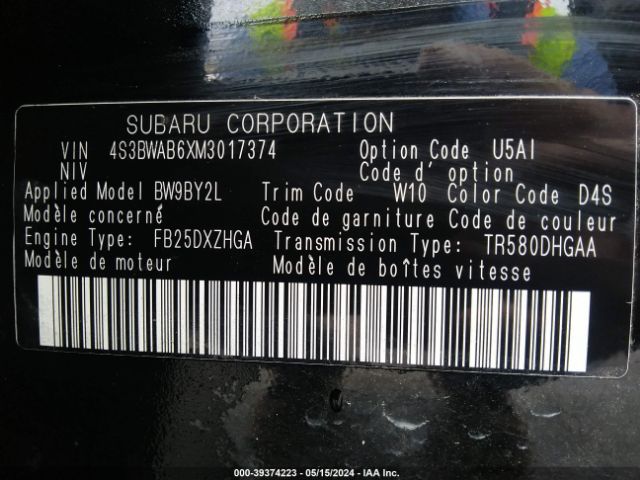 SUBARU CORPORATION
VIN 4S3BWAB6XM3017374 Option Code U5AI
NIV Code d' option
Applied Model BW9BY2L Trim Code W10 Color Code D4S
Modèle concerné Code de garniture Code de couleur
Engine Type: FB25DXZHGA Transmission Type: TR580DHGAA
Modèle de moteur Modèle de boîtes vitesse
000-39374223 - 05/15/2024 - IAA Inc.